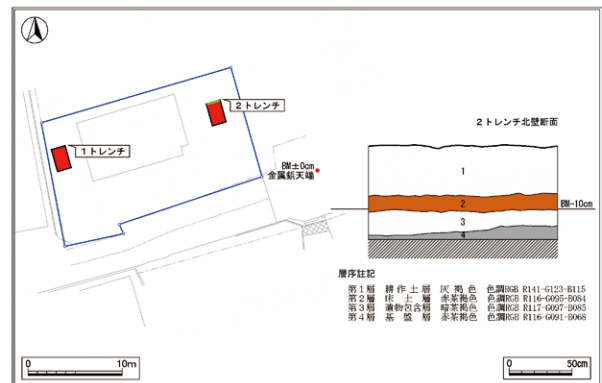 2トレンチ
1トレンチ
BM±0cm
金属鋲天端
2トレンチ北壁断面
1
2
BM-10cm
3
4
層序註記
第1層 耕作土層 灰褐色 色調RGB R141-G123-B115
第2層 床土層 赤茶褐色 色調RGB R116-G095-B084
第3層 遺物包含層 暗茶褐色 色調RGB R117-G097-B085
第4層 基盤層 赤茶褐色 色調RGB R116-G091-B068
0 10m
0 50cm